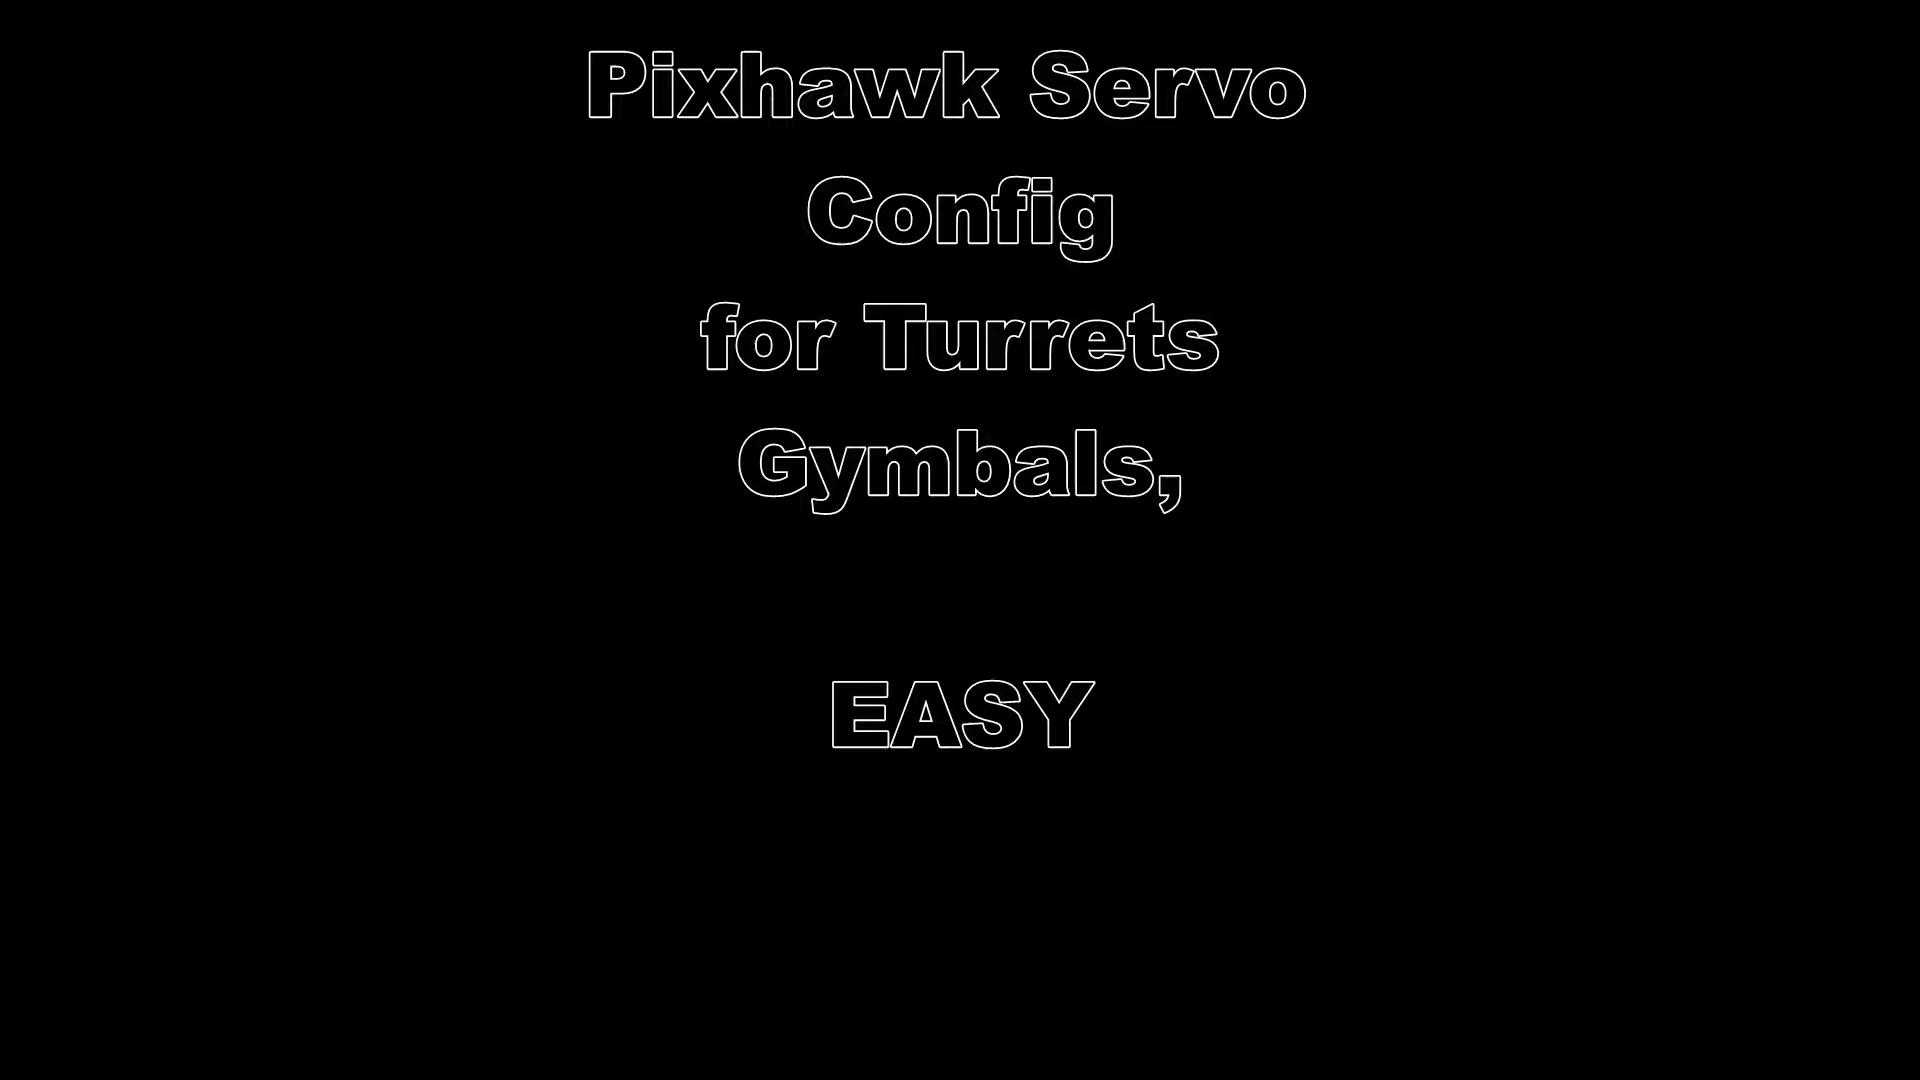 Pixhawk Servo
Config
for Turrets
Gymbals,
EASY